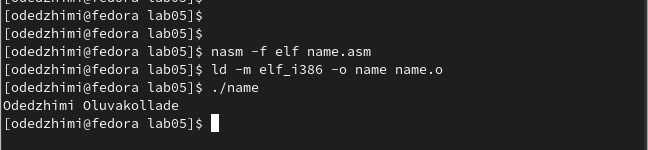 [odedzhimi@fedora lab05]$
[odedzhimi@fedora lab05]$
[odedzhimi@fedora lab05]$
[odedzhimi@fedora lab05]$ nasm -f elf name.asm
[odedzhimi@fedora lab05]$ ld -m elf_i386 -o name name.o
[odedzhimi@fedora lab05]$ ./name
Odedzhimi Oluvakollade
[odedzhimi@fedora lab05]$